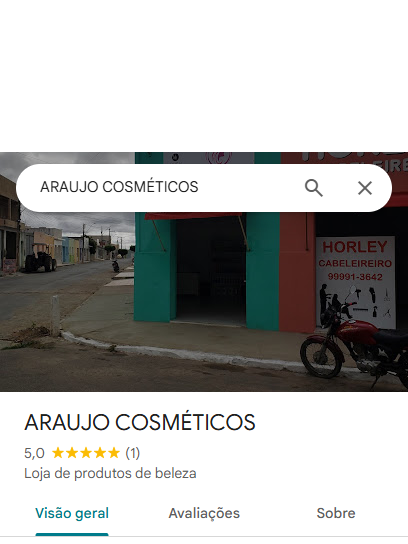 ARAUJO COSMÉTICOS
HORLEY
CABELEIREIRO
99991-3642
ARAUJO COSMÉTICOS
5,0 ★★★★★ (1)
Loja de produtos de beleza
Visão geral Avaliações Sobre